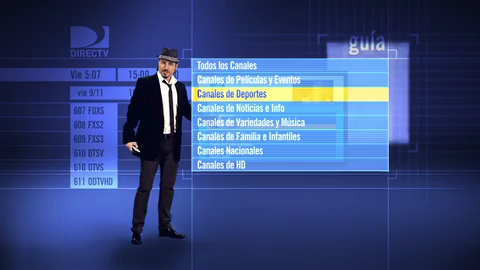 DIRECTV
guía
Vie 5:07
15:00
vie 9/11
607 FOXS
608 FXS2
609 FXS3
610 OTSV
610 OTVS
611 ODTVHD
Todos los Canales
Canales de Películas y Eventos
Canales de Deportes
Canales de Noticias e Info
Canales de Variedades y Música
Canales de Familia e Infantiles
Canales Nacionales
Canales de HD